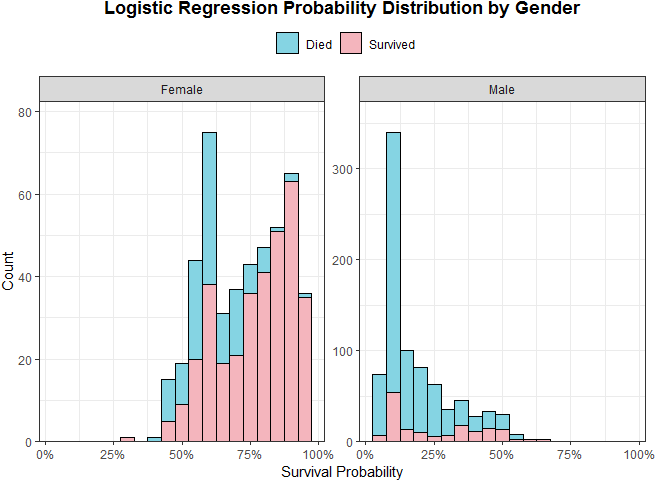 Logistic Regression Probability Distribution by Gender
Died Survived
Female Male
80
60
40
20
0
300
200
100
0
Count
0% 25% 50% 75% 100% 0% 25% 50% 75% 100%
Survival Probability